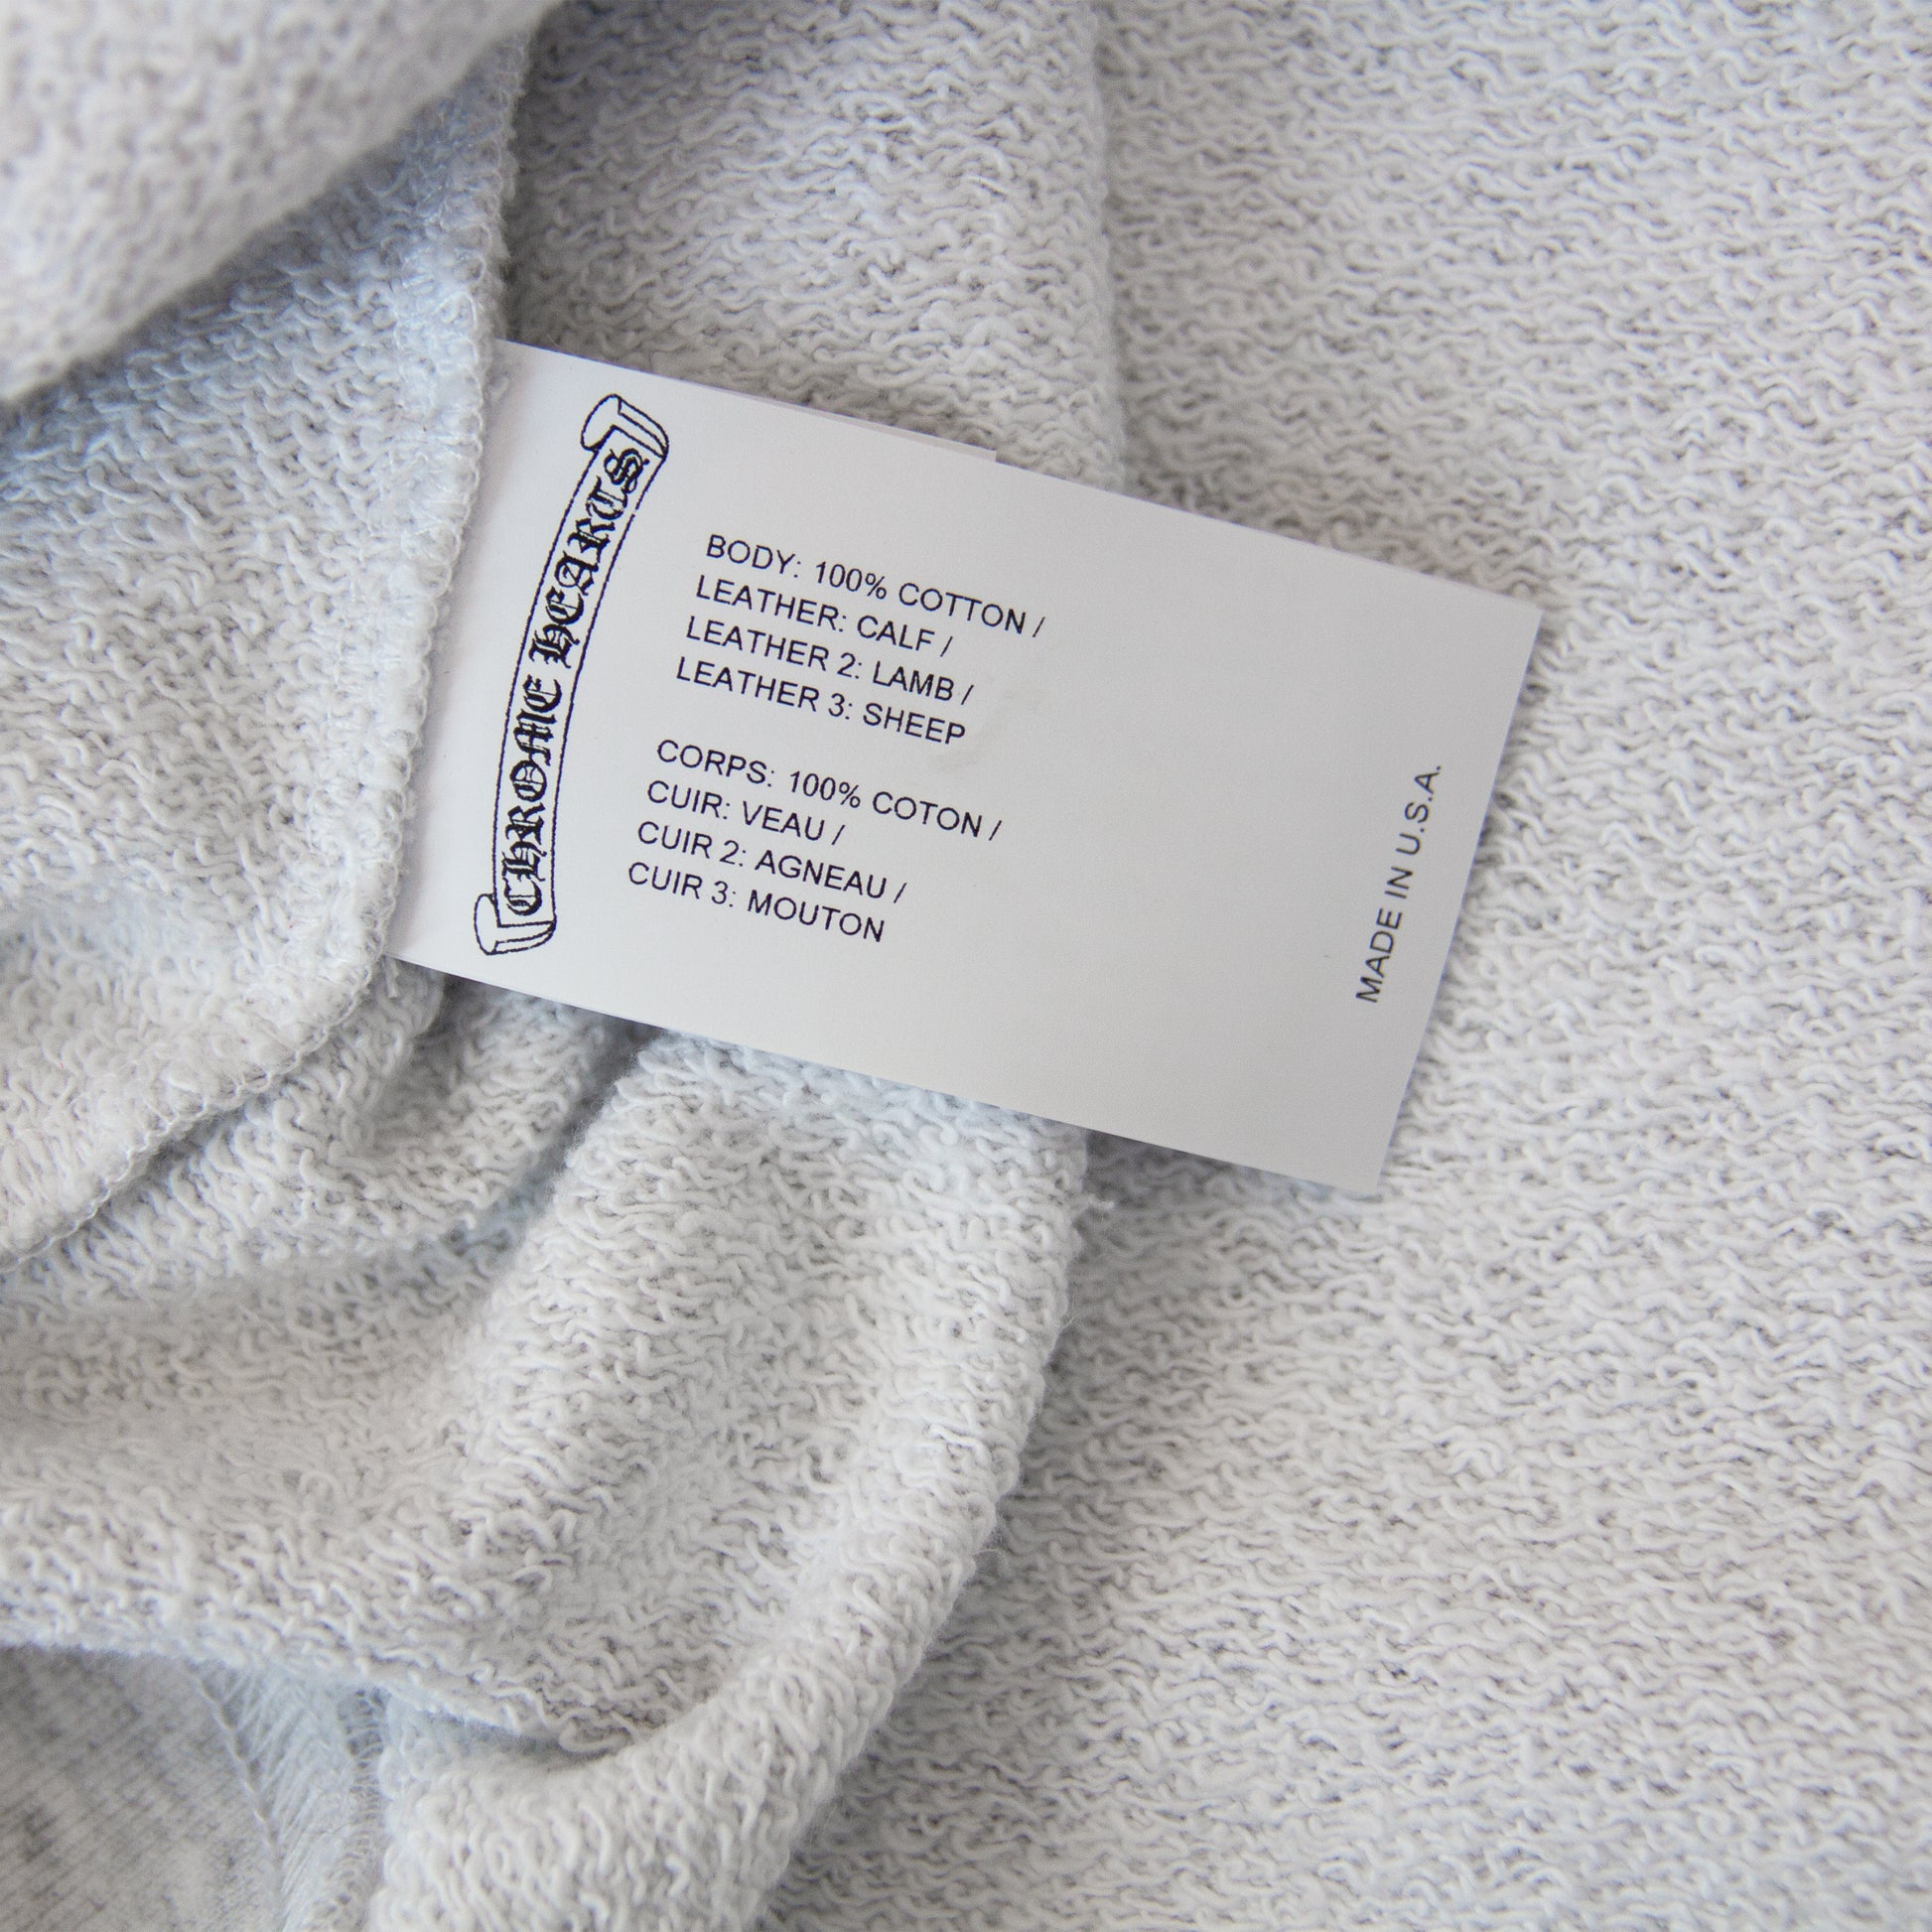 CHROME HEARTS
BODY: 100% COTTON /
LEATHER: CALF /
LEATHER 2: LAMB /
LEATHER 3: SHEEP
CORPS: 100% COTON /
CUIR: VEAU /
CUIR 2: AGNEAU /
CUIR 3: MOUTON
MADE IN U.S.A.